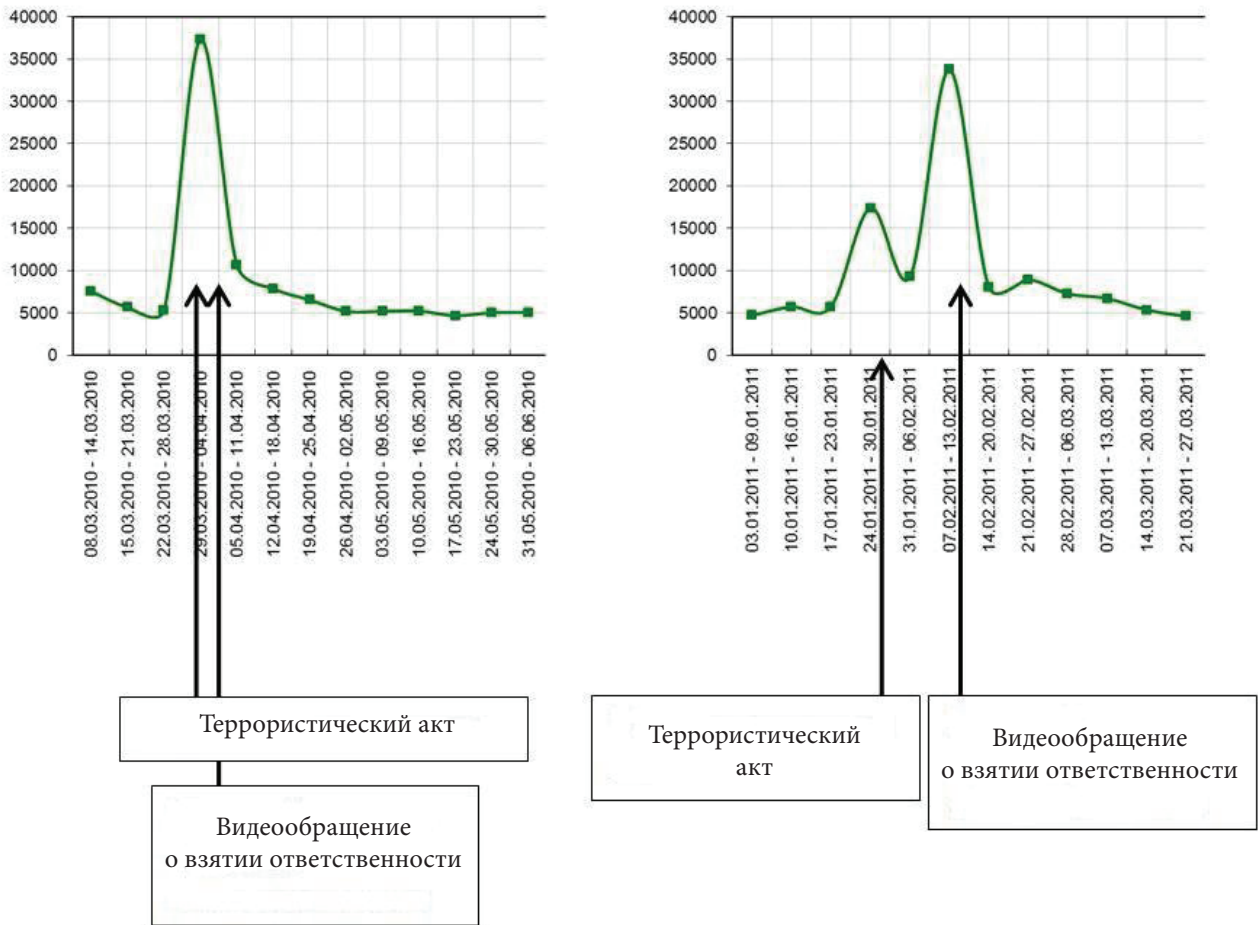 40000
35000
30000
25000
20000
15000
10000
5000
0
08.03.2010 - 14.03.2010
15.03.2010 - 21.03.2010
22.03.2010 - 28.03.2010
29.03.2010 - 04.04.2010
05.04.2010 - 11.04.2010
12.04.2010 - 18.04.2010
19.04.2010 - 25.04.2010
26.04.2010 - 02.05.2010
03.05.2010 - 09.05.2010
10.05.2010 - 16.05.2010
17.05.2010 - 23.05.2010
24.05.2010 - 30.05.2010
31.05.2010 - 06.06.2010
Террористический акт
Видеообращение
о взятии ответственности
40000
35000
30000
25000
20000
15000
10000
5000
0
03.01.2011 - 09.01.2011
10.01.2011 - 16.01.2011
17.01.2011 - 23.01.2011
24.01.2011 - 30.01.2011
31.01.2011 - 06.02.2011
07.02.2011 - 13.02.2011
14.02.2011 - 20.02.2011
21.02.2011 - 27.02.2011
28.02.2011 - 06.03.2011
07.03.2011 - 13.03.2011
14.03.2011 - 20.03.2011
21.03.2011 - 27.03.2011
Террористический
акт
Видеообращение
о взятии ответственности